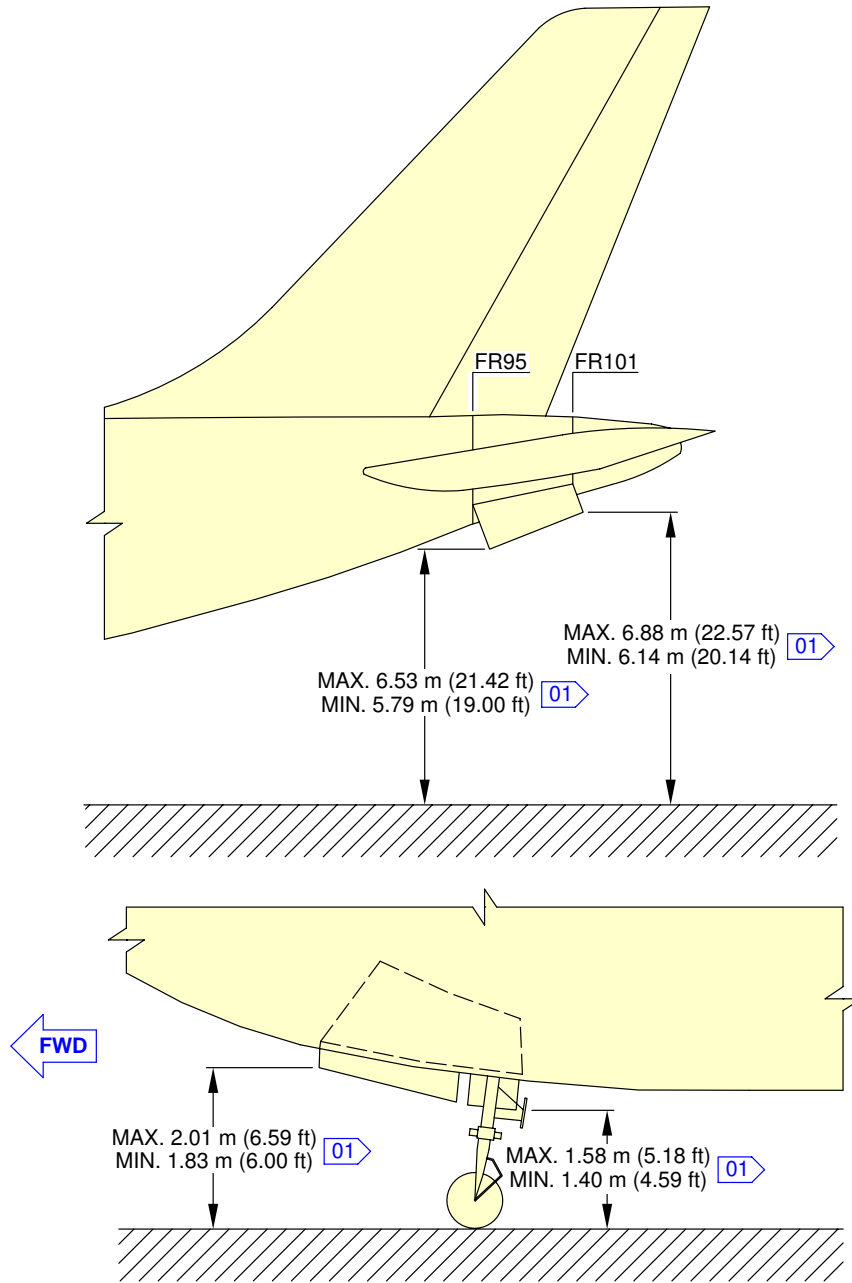 FR95
FR101
MAX. 6.88 m (22.57 ft)
MIN. 6.14 m (20.14 ft)
01
MAX. 6.53 m (21.42 ft)
MIN. 5.79 m (19.00 ft)
01
FWD
MAX. 2.01 m (6.59 ft)
MIN. 1.83 m (6.00 ft)
01
MAX. 1.58 m (5.18 ft)
MIN. 1.40 m (4.59 ft)
01